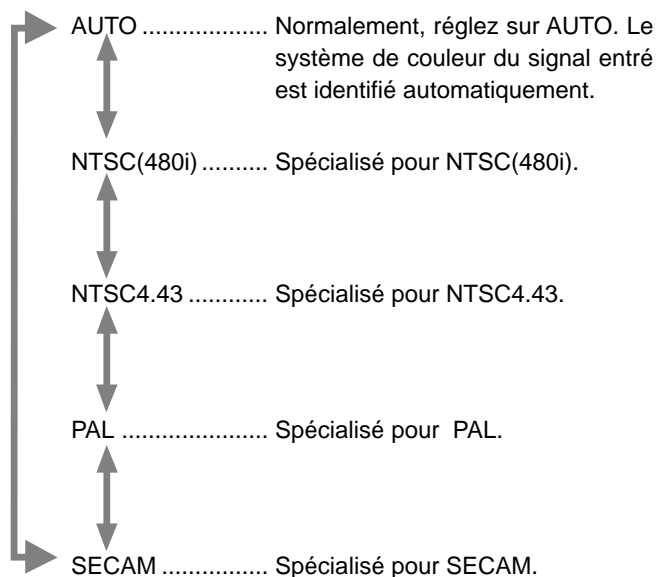 AUTO ................... Normalement, réglez sur AUTO. Le
système de couleur du signal entré
est identifié automatiquement.
NTSC(480i) .......... Spécialisé pour NTSC(480i).
NTSC4.43 ............ Spécialisé pour NTSC4.43.
PAL ...................... Spécialisé pour  PAL.
SECAM ................ Spécialisé pour SECAM.